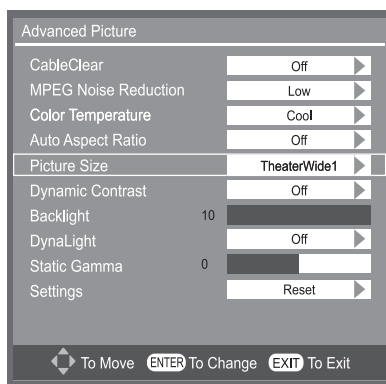 Advanced Picture
CableClear Off
MPEG Noise Reduction Low
Color Temperature Cool
Auto Aspect Ratio Off
Picture Size TheaterWide1
Dynamic Contrast Off
Backlight 10
DynaLight Off
Static Gamma 0
Settings Reset
To Move ENTER To Change EXIT To Exit